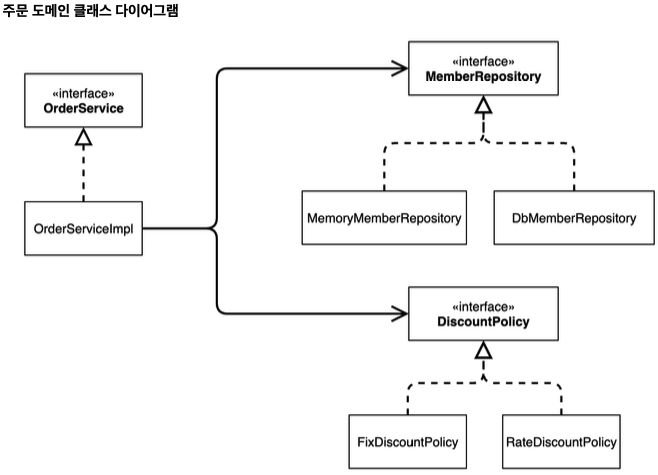 주문 도메인 클래스 다이어그램
«interface»
OrderService
OrderServiceImpl
«interface»
MemberRepository
MemoryMemberRepository
DbMemberRepository
«interface»
DiscountPolicy
FixDiscountPolicy
RateDiscountPolicy